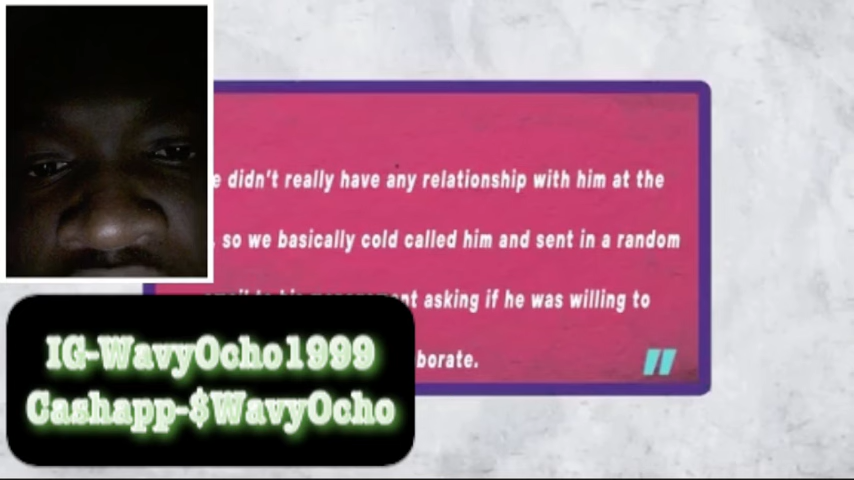 didn't really have any relationship with him at the
so we basically cold called him and sent in a random
asking if he was willing to
IG-WavyOcho1999
Cashapp-$WavyOcho